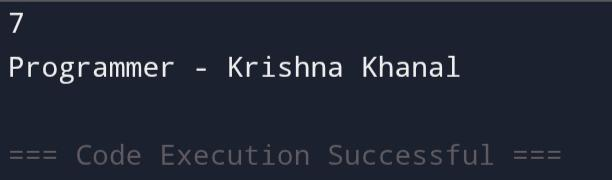 7
Programmer - Krishna Khanal
=== Code Execution Successful ===